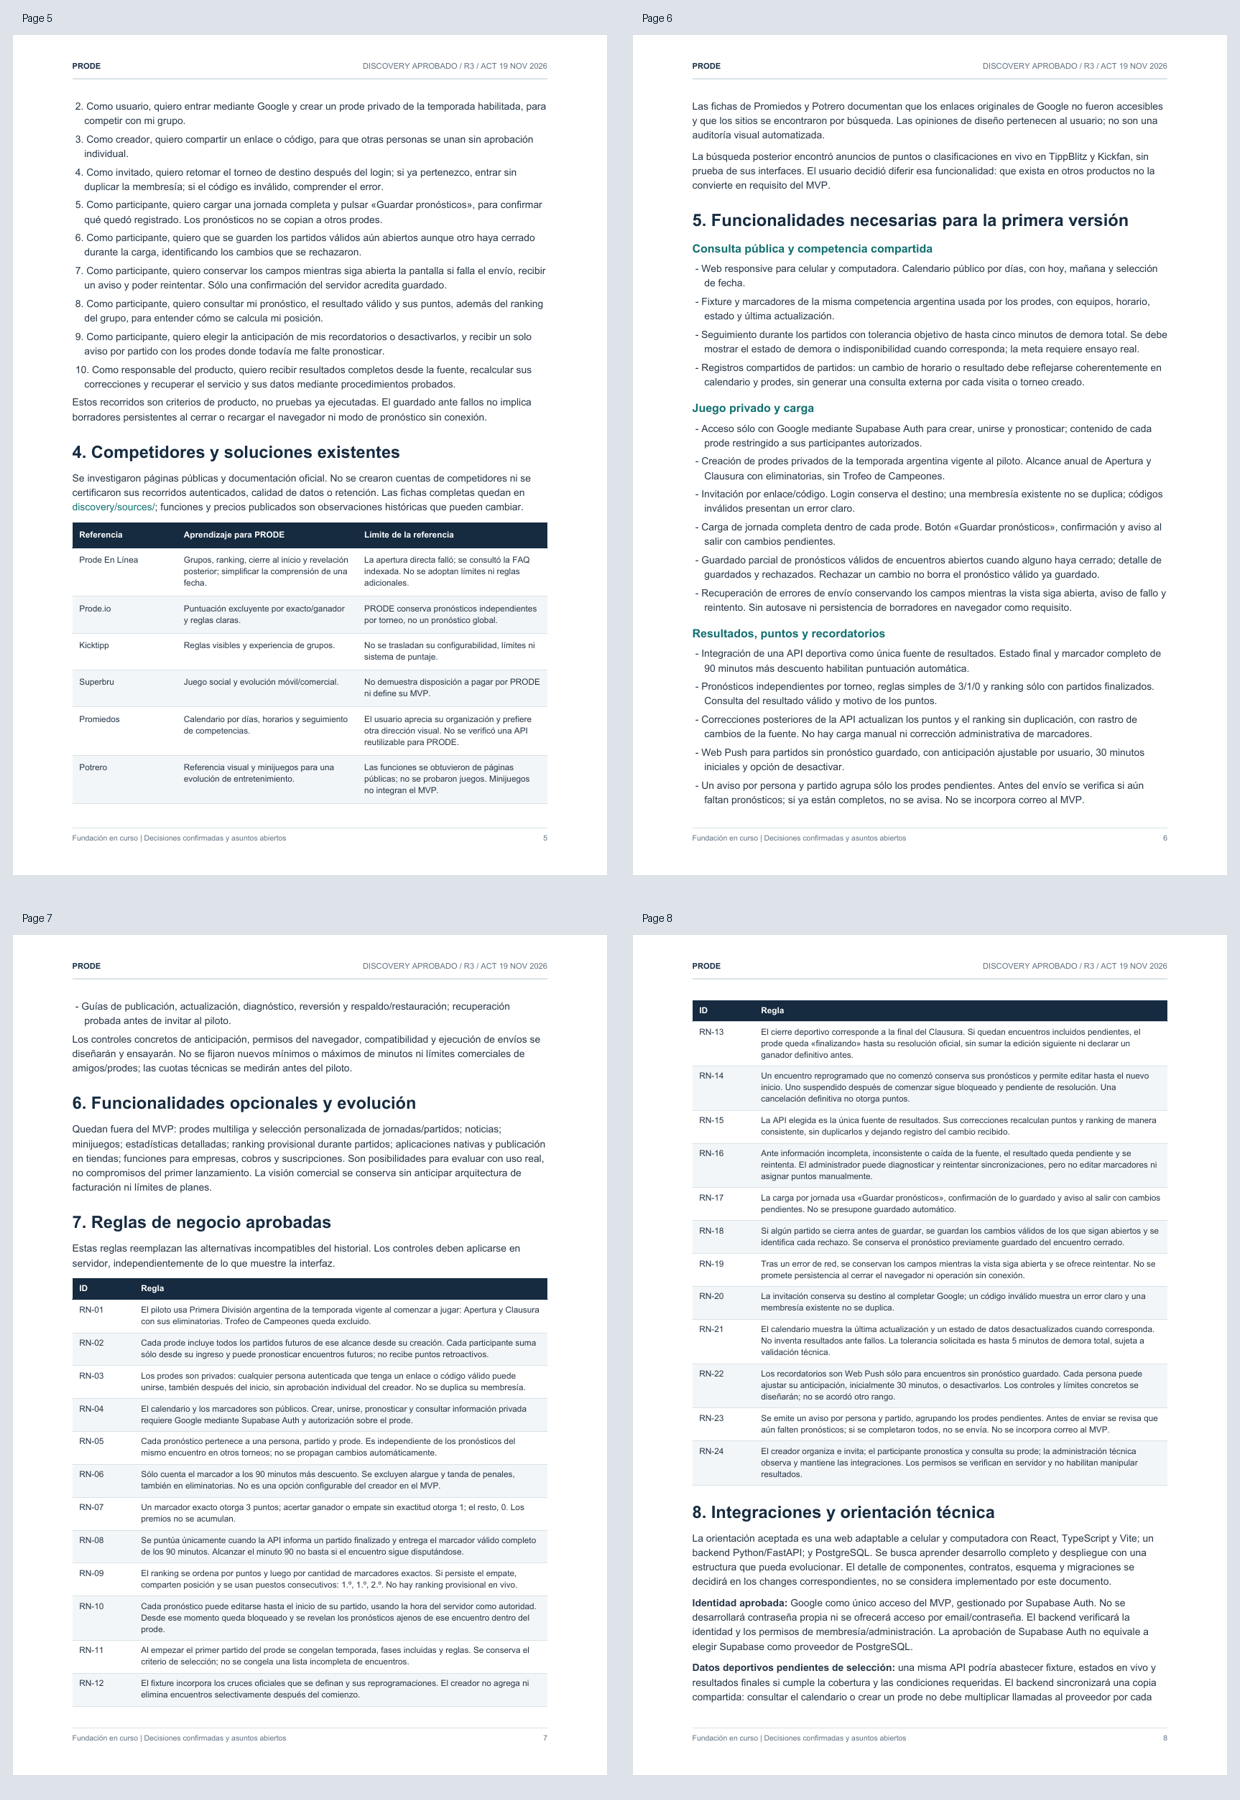 Page 5
PRODE
DISCOVERY APROBADO / R3 / ACT 19 NOV 2026
2. Como usuario, quiero entrar mediante Google y crear un prode privado de la temporada habilitada, para
competir con mi grupo.
3. Como creador, quiero compartir un enlace o código, para que otras personas se unan sin aprobación
individual.
4. Como invitado, quiero retomar el torneo de destino después del login; si ya pertenezco, entrar sin
duplicar la membresía; si el código es inválido, comprender el error.
5. Como participante, quiero cargar una jornada completa y pulsar «Guardar pronósticos», para confirmar
qué quedó registrado. Los pronósticos no se copian a otros prodes.
6. Como participante, quiero que se guarden los partidos válidos aún abiertos aunque otro haya cerrado
durante la carga, identificando los cambios que se rechazaron.
7. Como participante, quiero conservar los campos mientras siga abierta la pantalla si falla el envío, recibir
un aviso y poder reintentar. Sólo una confirmación del servidor acredita guardado.
8. Como participante, quiero consultar mi pronóstico, el resultado válido y sus puntos, además del ranking
del grupo, para entender cómo se calcula mi posición.
9. Como participante, quiero elegir la anticipación de mis recordatorios o desactivarlos, y recibir un solo
aviso por partido con los prodes donde todavía me falte pronosticar.
10. Como responsable del producto, quiero recibir resultados completos desde la fuente, recalcular sus
correcciones y recuperar el servicio y sus datos mediante procedimientos probados.
Estos recorridos son criterios de producto, no pruebas ya ejecutadas. El guardado ante fallos no implica
borradores persistentes al cerrar o recargar el navegador ni modo de pronóstico sin conexión.
4. Competidores y soluciones existentes
Se investigaron páginas públicas y documentación oficial. No se crearon cuentas de competidores ni se
certificaron sus recorridos autenticados, calidad de datos o retención. Las fichas completas quedan en
discovery/sources/; funciones y precios publicados son observaciones históricas que pueden cambiar.
Referencia
Aprendizaje para PRODE
Límite de la referencia
Prode En Línea
Grupos, ranking, cierre al inicio y revelación
posterior; simplificar la comprensión de una
fecha.
La apertura directa falló; se consultó la FAQ
indexada. No se adoptan límites ni reglas
adicionales.
Prode.io
Puntuación excluyente por exacto/ganador
y reglas claras.
PRODE conserva pronósticos independientes
por torneo, no un pronóstico global.
Kicktipp
Reglas visibles y experiencia de grupos.
No se trasladan su configurabilidad, límites ni
sistema de puntaje.
Superbru
Juego social y evolución móvil/comercial.
No demuestra disposición a pagar por PRODE
ni define su MVP.
Promiedos
Calendario por días, horarios y seguimiento
de competencias.
El usuario aprecia su organización y prefiere
otra dirección visual. No se verificó una API
reutilizable para PRODE.
Potrero
Referencia visual y minijuegos para una
evolución de entretenimiento.
Las funciones se obtuvieron de páginas
públicas; no se probaron juegos. Minijuegos
no integran el MVP.
Fundación en curso | Decisiones confirmadas y asuntos abiertos
5
Page 6
PRODE
DISCOVERY APROBADO / R3 / ACT 19 NOV 2026
Las fichas de Promiedos y Potrero documentan que los enlaces originales de Google no fueron accesibles
y que los sitios se encontraron por búsqueda. Las opiniones de diseño pertenecen al usuario; no son una
auditoría visual automatizada.
La búsqueda posterior encontró anuncios de puntos o clasificaciones en vivo en TippBlitz y Kickfan, sin
prueba de sus interfaces. El usuario decidió diferir esa funcionalidad: que exista en otros productos no la
convierte en requisito del MVP.
5. Funcionalidades necesarias para la primera versión
Consulta pública y competencia compartida
- Web responsive para celular y computadora. Calendario público por días, con hoy, mañana y selección
de fecha.
- Fixture y marcadores de la misma competencia argentina usada por los prodes, con equipos, horario,
estado y última actualización.
- Seguimiento durante los partidos con tolerancia objetivo de hasta cinco minutos de demora total. Se debe
mostrar el estado de demora o indisponibilidad cuando corresponda; la meta requiere ensayo real.
- Registros compartidos de partidos: un cambio de horario o resultado debe reflejarse coherentemente en
calendario y prodes, sin generar una consulta externa por cada visita o torneo creado.
Juego privado y carga
- Acceso sólo con Google mediante Supabase Auth para crear, unirse y pronosticar; contenido de cada
prode restringido a sus participantes autorizados.
- Creación de prodes privados de la temporada argentina vigente al piloto. Alcance anual de Apertura y
Clausura con eliminatorias, sin Trofeo de Campeones.
- Invitación por enlace/código. Login conserva el destino; una membresía existente no se duplica; códigos
inválidos presentan un error claro.
- Carga de jornada completa dentro de cada prode. Botón «Guardar pronósticos», confirmación y aviso al
salir con cambios pendientes.
- Guardado parcial de pronósticos válidos de encuentros abiertos cuando alguno haya cerrado; detalle de
guardados y rechazados. Rechazar un cambio no borra el pronóstico válido ya guardado.
- Recuperación de errores de envío conservando los campos mientras la vista siga abierta, aviso de fallo y
reintento. Sin autosave ni persistencia de borradores en navegador como requisito.
Resultados, puntos y recordatorios
- Integración de una API deportiva como única fuente de resultados. Estado final y marcador completo de
90 minutos más descuento habilitan puntuación automática.
- Pronósticos independientes por torneo, reglas simples de 3/1/0 y ranking sólo con partidos finalizados.
Consulta del resultado válido y motivo de los puntos.
- Correcciones posteriores de la API actualizan los puntos y el ranking sin duplicación, con rastro de
cambios de la fuente. No hay carga manual ni corrección administrativa de marcadores.
- Web Push para partidos sin pronóstico guardado, con anticipación ajustable por usuario, 30 minutos
iniciales y opción de desactivar.
- Un aviso por persona y partido agrupa sólo los prodes pendientes. Antes del envío se verifica si aún
faltan pronósticos; si ya están completos, no se avisa. No se incorpora correo al MVP.
Fundación en curso | Decisiones confirmadas y asuntos abiertos
6
Page 7
PRODE
DISCOVERY APROBADO / R3 / ACT 19 NOV 2026
- Guías de publicación, actualización, diagnóstico, reversión y respaldo/restauración; recuperación
probada antes de invitar al piloto.
Los controles concretos de anticipación, permisos del navegador, compatibilidad y ejecución de envíos se
diseñarán y ensayarán. No se fijaron nuevos mínimos o máximos de minutos ni límites comerciales de
amigos/prodes; las cuotas técnicas se medirán antes del piloto.
6. Funcionalidades opcionales y evolución
Quedan fuera del MVP: prodes multiliga y selección personalizada de jornadas/partidos; noticias;
minijuegos; estadísticas detalladas; ranking provisional durante partidos; aplicaciones nativas y publicación
en tiendas; funciones para empresas, cobros y suscripciones. Son posibilidades para evaluar con uso real,
no compromisos del primer lanzamiento. La visión comercial se conserva sin anticipar arquitectura de
facturación ni límites de planes.
7. Reglas de negocio aprobadas
Estas reglas reemplazan las alternativas incompatibles del historial. Los controles deben aplicarse en
servidor, independientemente de lo que muestre la interfaz.
ID
Regla
RN-01
El piloto usa Primera División argentina de la temporada vigente al comenzar a jugar: Apertura y Clausura
con sus eliminatorias. Trofeo de Campeones queda excluido.
RN-02
Cada prode incluye todos los partidos futuros de ese alcance desde su creación. Cada participante suma
sólo desde su ingreso y puede pronosticar encuentros futuros; no recibe puntos retroactivos.
RN-03
Los prodes son privados: cualquier persona autenticada que tenga un enlace o código válido puede
unirse, también después del inicio, sin aprobación individual del creador. No se duplica su membresía.
RN-04
El calendario y los marcadores son públicos. Crear, unirse, pronosticar y consultar información privada
requiere Google mediante Supabase Auth y autorización sobre el prode.
RN-05
Cada pronóstico pertenece a una persona, partido y prode. Es independiente de los pronósticos del
mismo encuentro en otros torneos; no se propagan cambios automáticamente.
RN-06
Sólo cuenta el marcador a los 90 minutos más descuento. Se excluyen alargue y tanda de penales,
también en eliminatorias. No es una opción configurable del creador en el MVP.
RN-07
Un marcador exacto otorga 3 puntos; acertar ganador o empate sin exactitud otorga 1; el resto, 0. Los
premios no se acumulan.
RN-08
Se puntúa únicamente cuando la API informa un partido finalizado y entrega el marcador válido completo
de los 90 minutos. Alcanzar el minuto 90 no basta si el encuentro sigue disputándose.
RN-09
El ranking se ordena por puntos y luego por cantidad de marcadores exactos. Si persiste el empate,
comparten posición y se usan puestos consecutivos: 1.º, 1.º, 2.º. No hay ranking provisional en vivo.
RN-10
Cada pronóstico puede editarse hasta el inicio de su partido, usando la hora del servidor como autoridad.
Desde ese momento queda bloqueado y se revelan los pronósticos ajenos de ese encuentro dentro del
prode.
RN-11
Al empezar el primer partido del prode se congelan temporada, fases incluidas y reglas. Se conserva el
criterio de selección; no se congela una lista incompleta de encuentros.
RN-12
El fixture incorpora los cruces oficiales que se definan y sus reprogramaciones. El creador no agrega ni
elimina encuentros selectivamente después del comienzo.
Fundación en curso | Decisiones confirmadas y asuntos abiertos
7
Page 8
PRODE
DISCOVERY APROBADO / R3 / ACT 19 NOV 2026
ID
Regla
RN-13
El cierre deportivo corresponde a la final del Clausura. Si quedan encuentros incluidos pendientes, el
prode queda «finalizando» hasta su resolución oficial, sin sumar la edición siguiente ni declarar un
ganador definitivo antes.
RN-14
Un encuentro reprogramado que no comenzó conserva sus pronósticos y permite editar hasta el nuevo
inicio. Uno suspendido después de comenzar sigue bloqueado y pendiente de resolución. Una
cancelación definitiva no otorga puntos.
RN-15
La API elegida es la única fuente de resultados. Sus correcciones recalculan puntos y ranking de manera
consistente, sin duplicarlos y dejando registro del cambio recibido.
RN-16
Ante información incompleta, inconsistente o caída de la fuente, el resultado queda pendiente y se
reintenta. El administrador puede diagnosticar y reintentar sincronizaciones, pero no editar marcadores ni
asignar puntos manualmente.
RN-17
La carga por jornada usa «Guardar pronósticos», confirmación de lo guardado y aviso al salir con cambios
pendientes. No se presupone guardado automático.
RN-18
Si algún partido se cierra antes de guardar, se guardan los cambios válidos de los que sigan abiertos y se
identifica cada rechazo. Se conserva el pronóstico previamente guardado del encuentro cerrado.
RN-19
Tras un error de red, se conservan los campos mientras la vista siga abierta y se ofrece reintentar. No se
promete persistencia al cerrar el navegador ni operación sin conexión.
RN-20
La invitación conserva su destino al completar Google; un código inválido muestra un error claro y una
membresía existente no se duplica.
RN-21
El calendario muestra la última actualización y un estado de datos desactualizados cuando corresponda.
No inventa resultados ante fallos. La tolerancia solicitada es hasta 5 minutos de demora total, sujeta a
validación técnica.
RN-22
Los recordatorios son Web Push sólo para encuentros sin pronóstico guardado. Cada persona puede
ajustar su anticipación, inicialmente 30 minutos, o desactivarlos. Los controles y límites concretos se
diseñarán; no se acordó otro rango.
RN-23
Se emite un aviso por persona y partido, agrupando los prodes pendientes. Antes de enviar se revisa que
aún falten pronósticos; si se completaron todos, no se envía. No se incorpora correo al MVP.
RN-24
El creador organiza e invita; el participante pronostica y consulta su prode; la administración técnica
observa y mantiene las integraciones. Los permisos se verifican en servidor y no habilitan manipular
resultados.
8. Integraciones y orientación técnica
La orientación aceptada es una web adaptable a celular y computadora con React, TypeScript y Vite; un
backend Python/FastAPI; y PostgreSQL. Se busca aprender desarrollo completo y despliegue con una
estructura que pueda evolucionar. El detalle de componentes, contratos, esquema y migraciones se
decidirá en los changes correspondientes, no se considera implementado por este documento.
Identidad aprobada: Google como único acceso del MVP, gestionado por Supabase Auth. No se
desarrollará contraseña propia ni se ofrecerá acceso por email/contraseña. El backend verificará la
identidad y los permisos de membresía/administración. La aprobación de Supabase Auth no equivale a
elegir Supabase como proveedor de PostgreSQL.
Datos deportivos pendientes de selección: una misma API podría abastecer fixture, estados en vivo y
resultados finales si cumple la cobertura y las condiciones requeridas. El backend sincronizará una copia
compartida: consultar el calendario o crear un prode no debe multiplicar llamadas al proveedor por cada
Fundación en curso | Decisiones confirmadas y asuntos abiertos
8